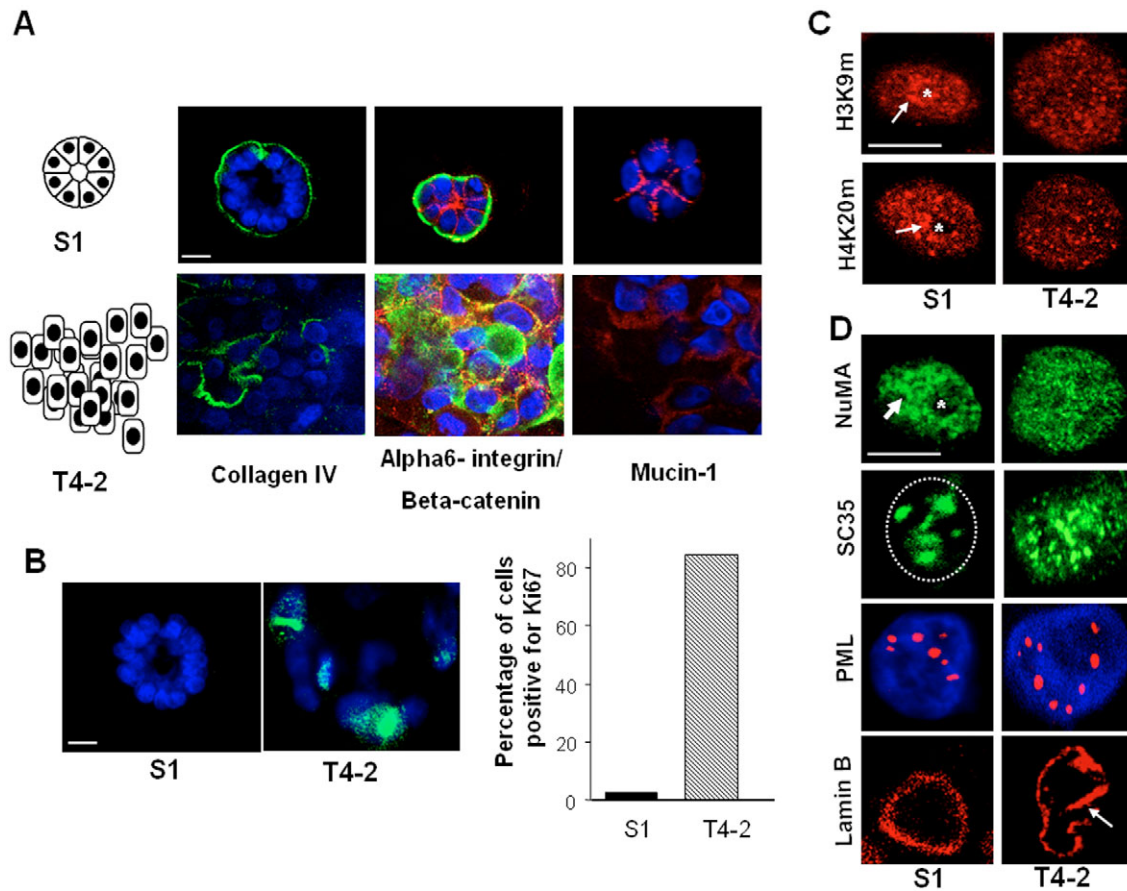 A
S1
T4-2
Collagen IV
Alpha6- integrin/
Beta-catenin
Mucin-1
B
S1
T4-2
Percentage of cells
positive for Ki67
80
60
40
20
0
S1
T4-2
C
H3K9m
*
H4K20m
*
S1
T4-2
D
NuMA
*
SC35
PML
Lamin B
S1
T4-2